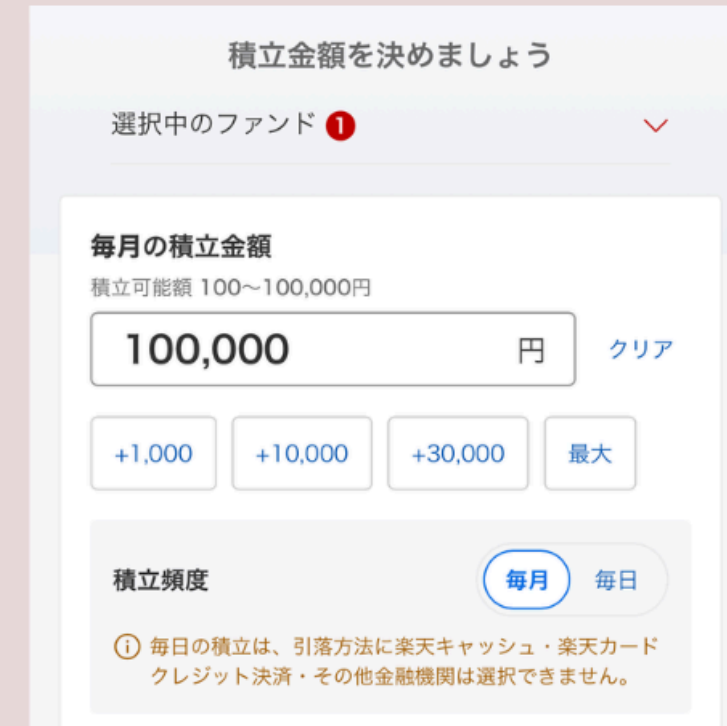 積立金額を決めましょう
選択中のファンド 1
毎月の積立金額
積立可能額 100～100,000円
100,000 円 クリア
+1,000 +10,000 +30,000 最大
積立頻度 毎月 毎日
毎日の積立は、引落方法に楽天キャッシュ・楽天カード
クレジット決済・その他金融機関は選択できません。